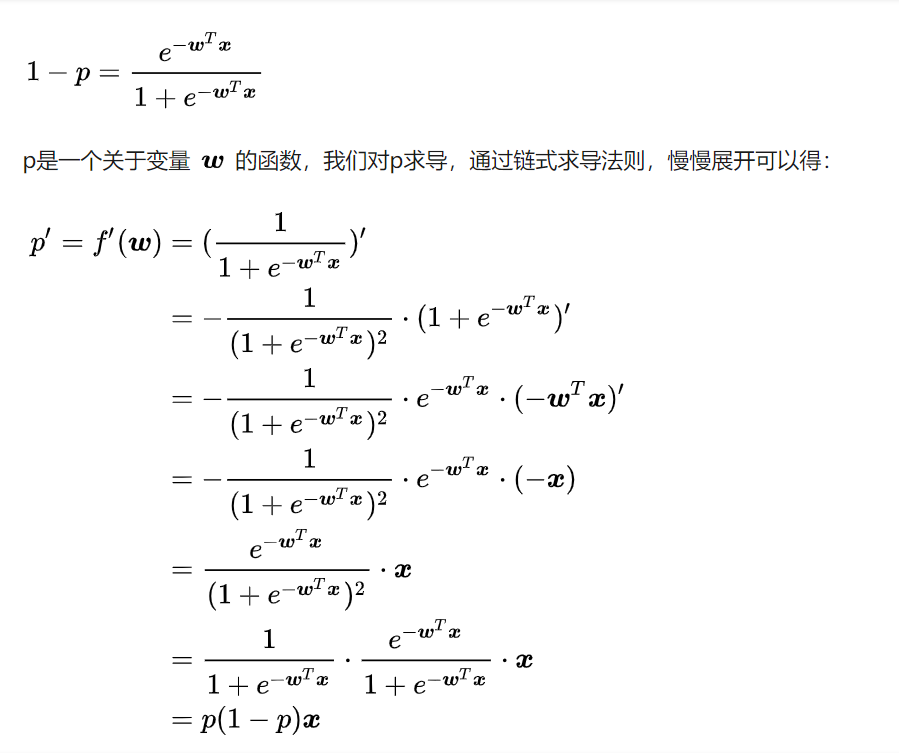 $1 - p = \frac{e^{-\boldsymbol{w}^T \boldsymbol{x}}}{1 + e^{-\boldsymbol{w}^T \boldsymbol{x}}}$
p是一个关于变量 $\boldsymbol{w}$ 的函数，我们对p求导，通过链式求导法则，慢慢展开可以得：
$p' = f'(\boldsymbol{w}) = (\frac{1}{1 + e^{-\boldsymbol{w}^T \boldsymbol{x}}})'$
$= -\frac{1}{(1 + e^{-\boldsymbol{w}^T \boldsymbol{x}})^2} \cdot (1 + e^{-\boldsymbol{w}^T \boldsymbol{x}})'$
$= -\frac{1}{(1 + e^{-\boldsymbol{w}^T \boldsymbol{x}})^2} \cdot e^{-\boldsymbol{w}^T \boldsymbol{x}} \cdot (-\boldsymbol{w}^T \boldsymbol{x})'$
$= -\frac{1}{(1 + e^{-\boldsymbol{w}^T \boldsymbol{x}})^2} \cdot e^{-\boldsymbol{w}^T \boldsymbol{x}} \cdot (-\boldsymbol{x})$
$= \frac{e^{-\boldsymbol{w}^T \boldsymbol{x}}}{(1 + e^{-\boldsymbol{w}^T \boldsymbol{x}})^2} \cdot \boldsymbol{x}$
$= \frac{1}{1 + e^{-\boldsymbol{w}^T \boldsymbol{x}}} \cdot \frac{e^{-\boldsymbol{w}^T \boldsymbol{x}}}{1 + e^{-\boldsymbol{w}^T \boldsymbol{x}}} \cdot \boldsymbol{x}$
$= p(1 - p)\boldsymbol{x}$